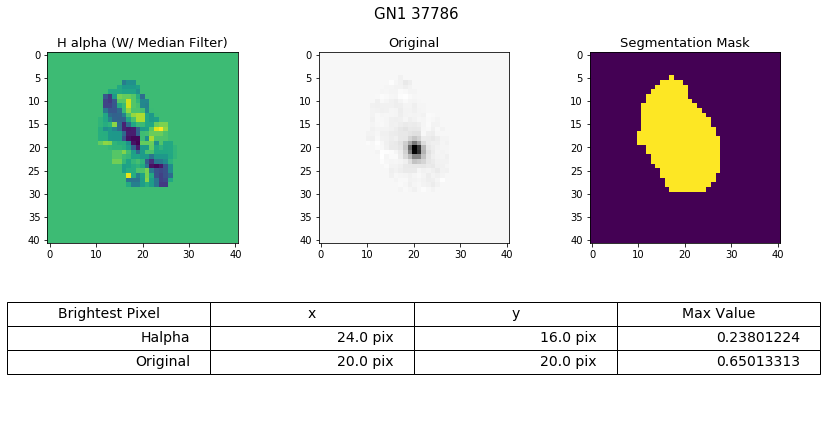 GN1 37786
H alpha (W/ Median Filter)
Original
Segmentation Mask
0
5
10
15
20
25
30
35
40
0 10 20 30 40
0
5
10
15
20
25
30
35
40
0 10 20 30 40
0
5
10
15
20
25
30
35
40
0 10 20 30 40
Brightest Pixel x y Max Value
Halpha 24.0 pix 16.0 pix 0.23801224
Original 20.0 pix 20.0 pix 0.65013313